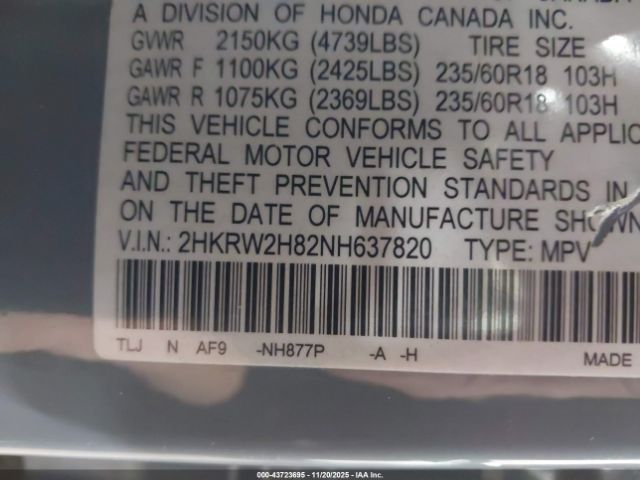 A DIVISION OF HONDA CANADA INC.
GVWR 2150KG (4739LBS) TIRE SIZE
GAWR F 1100KG (2425LBS) 235/60R18 103H
GAWR R 1075KG (2369LBS) 235/60R18 103H
THIS VEHICLE CONFORMS TO ALL APPLIC
FEDERAL MOTOR VEHICLE SAFETY
AND THEFT PREVENTION STANDARDS IN
ON THE DATE OF MANUFACTURE SHOWN
V.I.N.: 2HKRW2H82NH637820 TYPE: MPV
TLJ N AF9 -NH877P -A -H
MADE
000-43723695 - 11/20/2025 - IAA Inc.